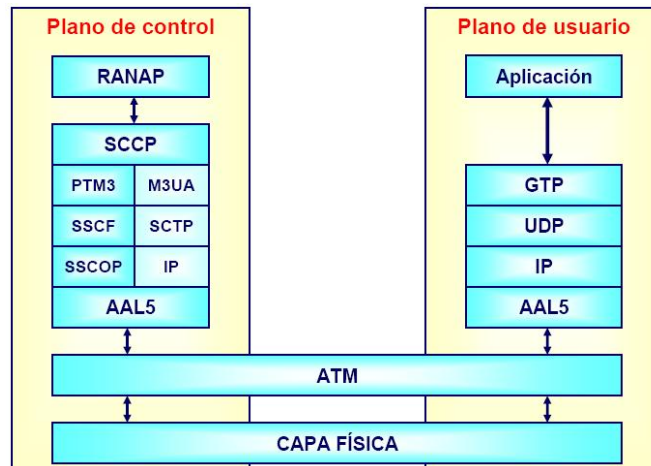 Plano de control
Plano de usuario
RANAP
Aplicación
SCCP
PTM3 M3UA
SSCF SCTP
SSCOP IP
AAL5
GTP
UDP
IP
AAL5
ATM
CAPA FÍSICA